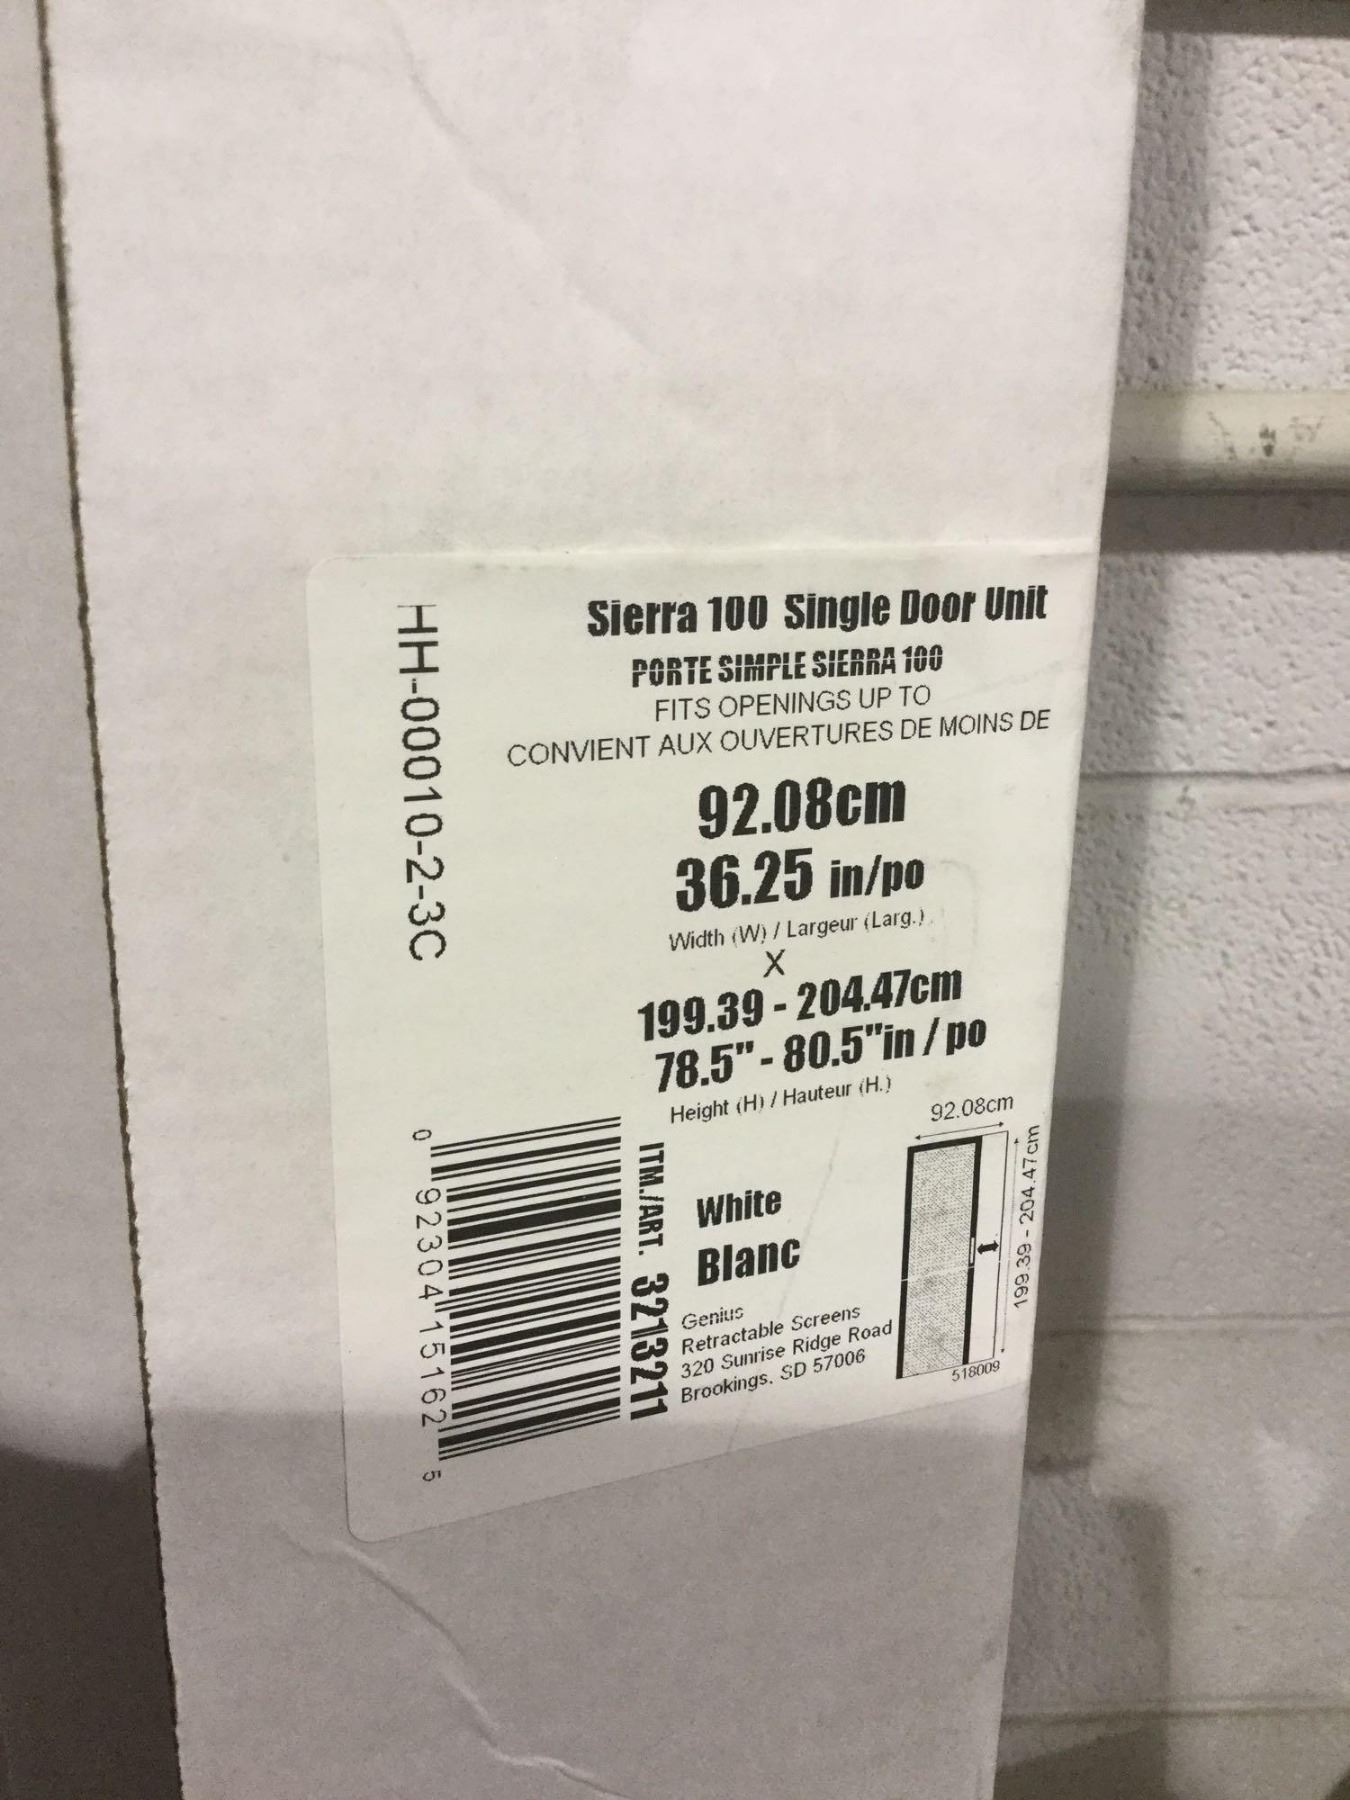 Sierra 100 Single Door Unit
PORTE SIMPLE SIERRA 100
FITS OPENINGS UP TO
CONVIENT AUX OUVERTURES DE MOINS DE
92.08cm
36.25 in/po
Width (W) / Largeur (Larg.)
X
199.39 - 204.47cm
78.5" - 80.5"in / po
Height (H) / Hauteur (H.)
HH-00010-2-3C
0 92304 15162 5
ITM./ART. 3213211
White
Blanc
Genius
Retractable Screens
320 Sunrise Ridge Road
Brookings, SD 57006
92.08cm
199.39 - 204.47cm
518009